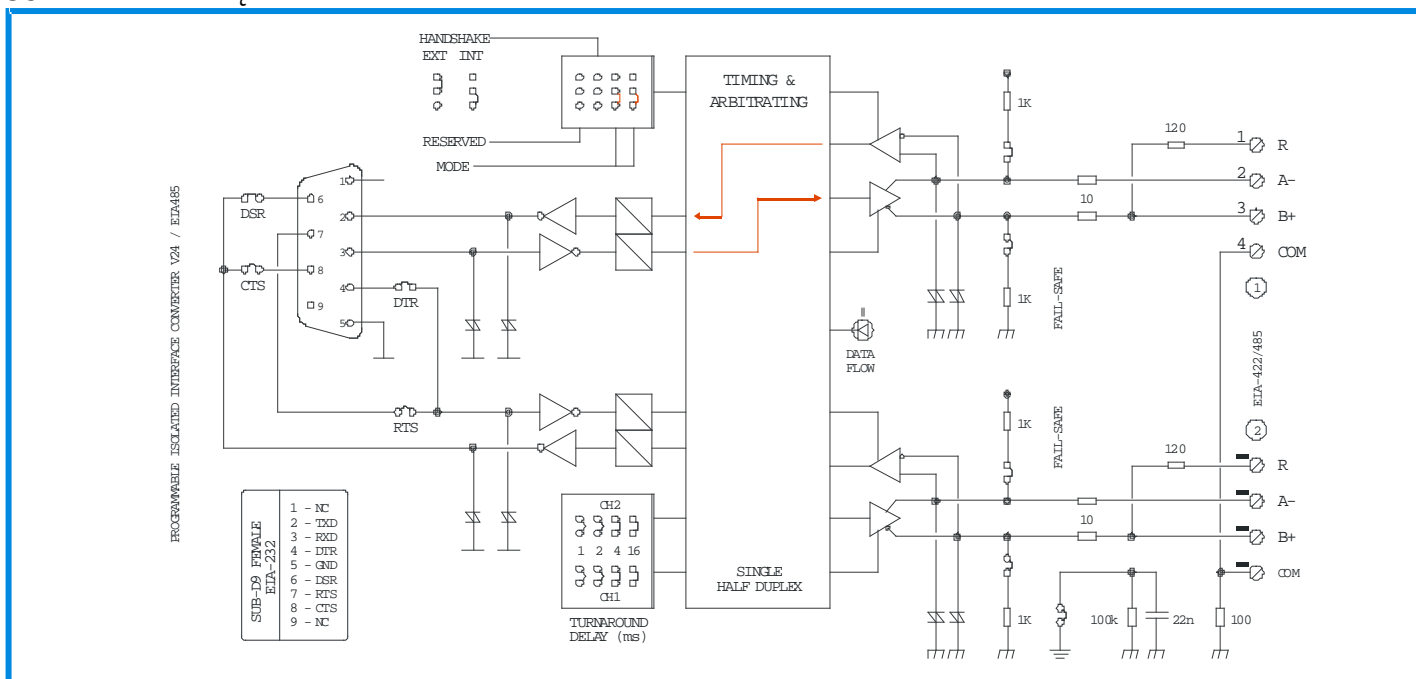 HANDSHAKE
EXT INT
RESERVED
MODE
TIMING &
ARBITRATING
1K
120
1
R
2
A-
10
3
B+
4
COM
1K
FAIL-SAFE
1
PROGRAMMABLE ISOLATED INTERFACE CONVERTER V24 / EIA485
DSR
CTS
1
6
2
7
3
8
4
9
5
DTR
RTS
DATA
FLOW
EIA-422/485
2
1K
FAIL-SAFE
120
R
A-
10
B+
COM
1K
100k
22n
100
SUB-D9 FEMALE
EIA-232
1 - NC
2 - TXD
3 - RXD
4 - DTR
5 - GND
6 - DSR
7 - RTS
8 - CTS
9 - NC
CH2
1 2 4 16
CH1
TURNAROUND
DELAY (ms)
SINGLE
HALF DUPLEX